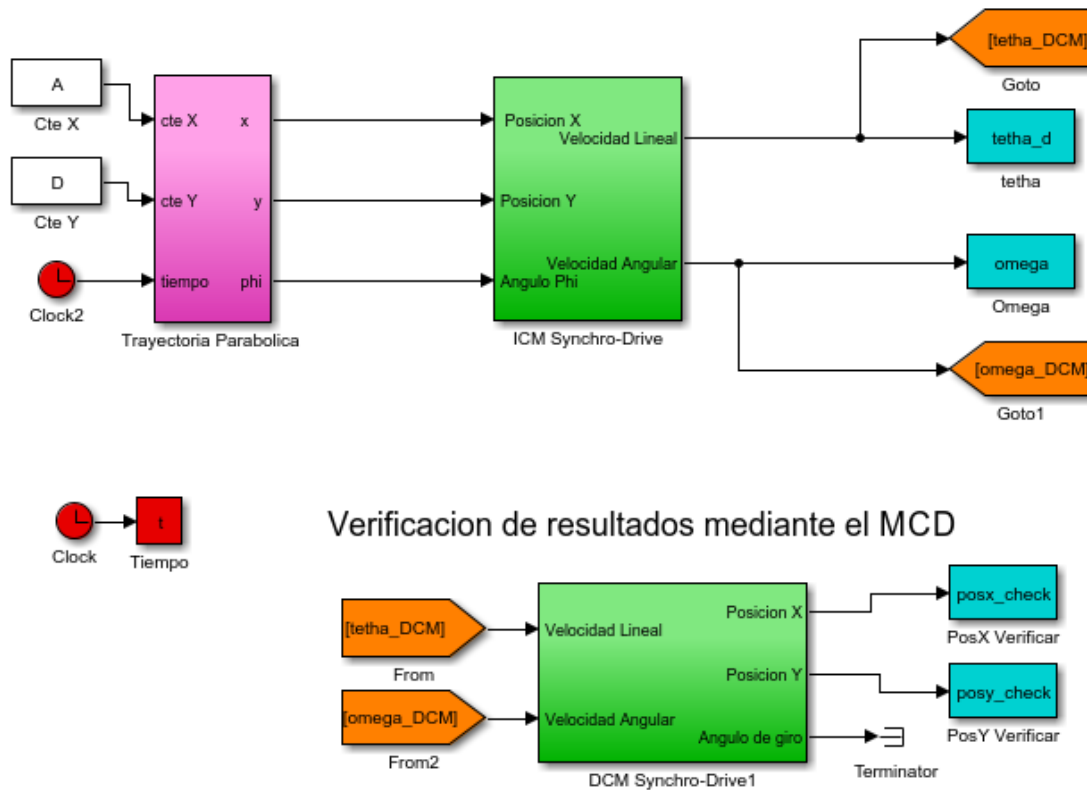 A
Cte X
D
Cte Y
Clock2
cte X
x
cte Y
y
tiempo
phi
Trayectoria Parabolica
Posicion X
Velocidad Lineal
Posicion Y
Velocidad Angular
Angulo Phi
ICM Synchro-Drive
[tetha_DCM]
Goto
tetha_d
tetha
omega
Omega
[omega_DCM]
Goto1
Clock
t
Tiempo
Verificacion de resultados mediante el MCD
[tetha_DCM]
From
[omega_DCM]
From2
Velocidad Lineal
Posicion X
Posicion Y
Velocidad Angular
Angulo de giro
DCM Synchro-Drive1
posx_check
PosX Verificar
posy_check
PosY Verificar
Terminator